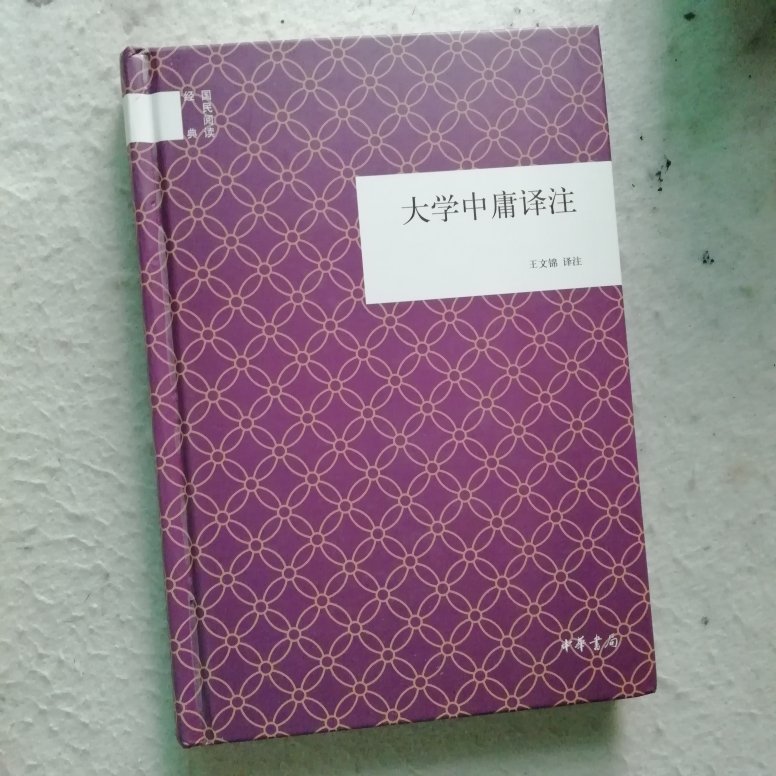 国民阅读
经典
大学中庸译注
王文锦 译注
中华书局